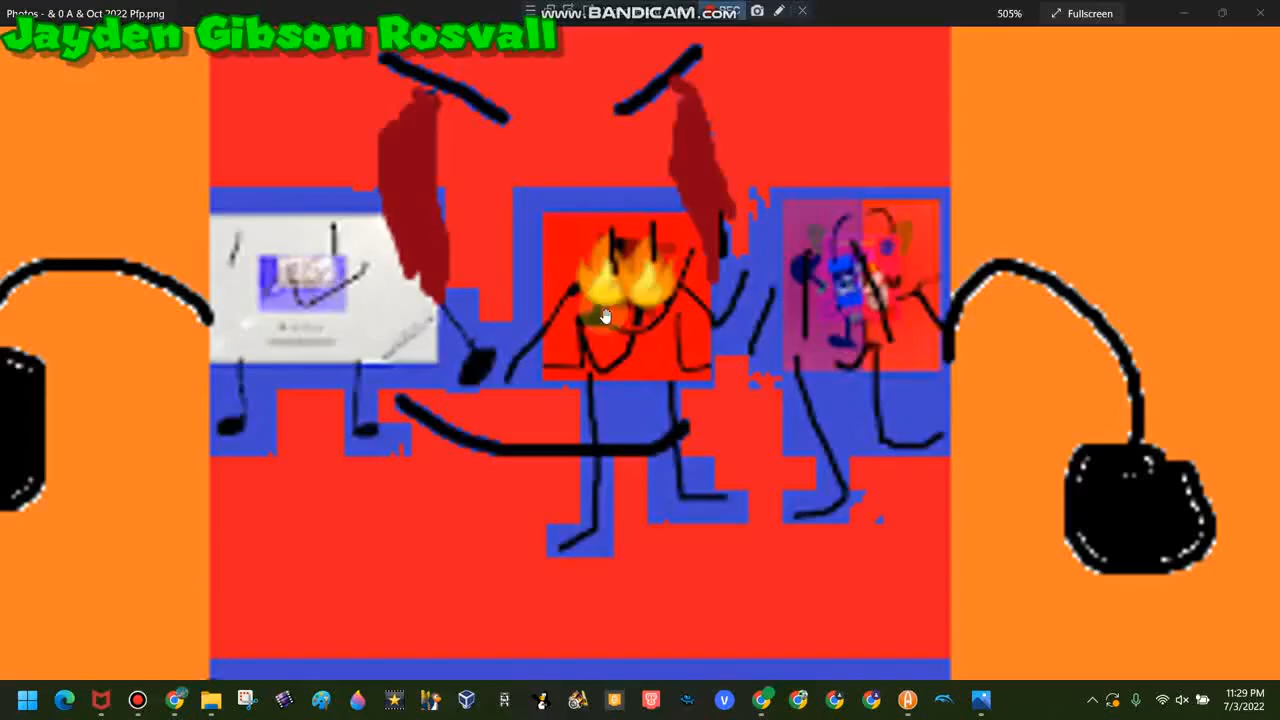 Photos - & 0 A & Oct 2022 Pfp.png
www.BANDICAM.com
REC
505%
Fullscreen
Jayden Gibson Rosvall
11:29 PM
7/3/2022